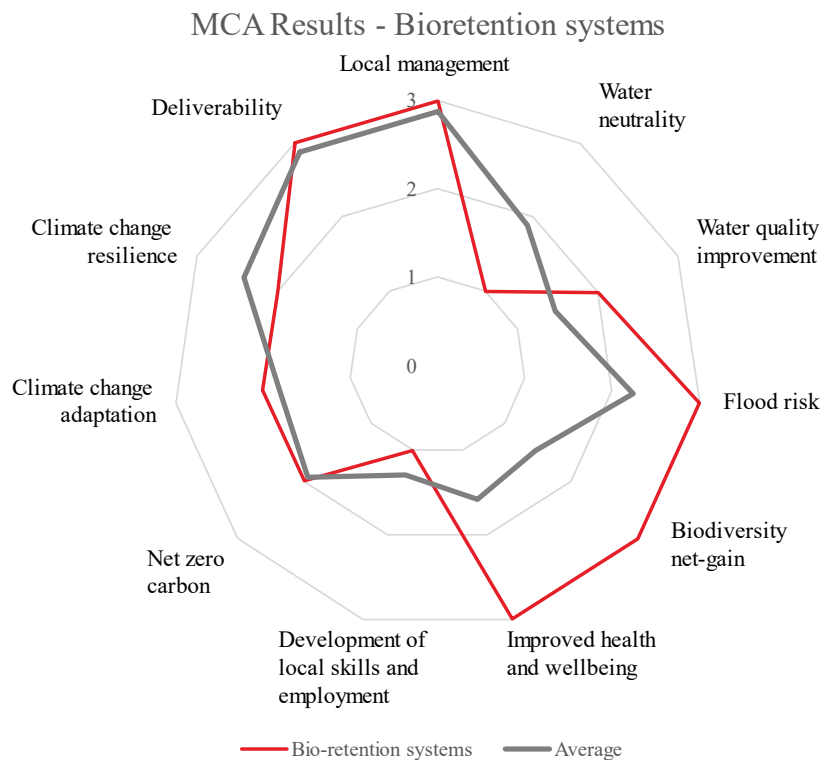 MCA Results - Bioretention systems
Local management
Water
neutrality
Water quality
improvement
Flood risk
Biodiversity
net-gain
Improved health
and wellbeing
Development of
local skills and
employment
Net zero
carbon
Climate change
adaptation
Climate change
resilience
Deliverability
3
2
1
0
Bio-retention systems
Average